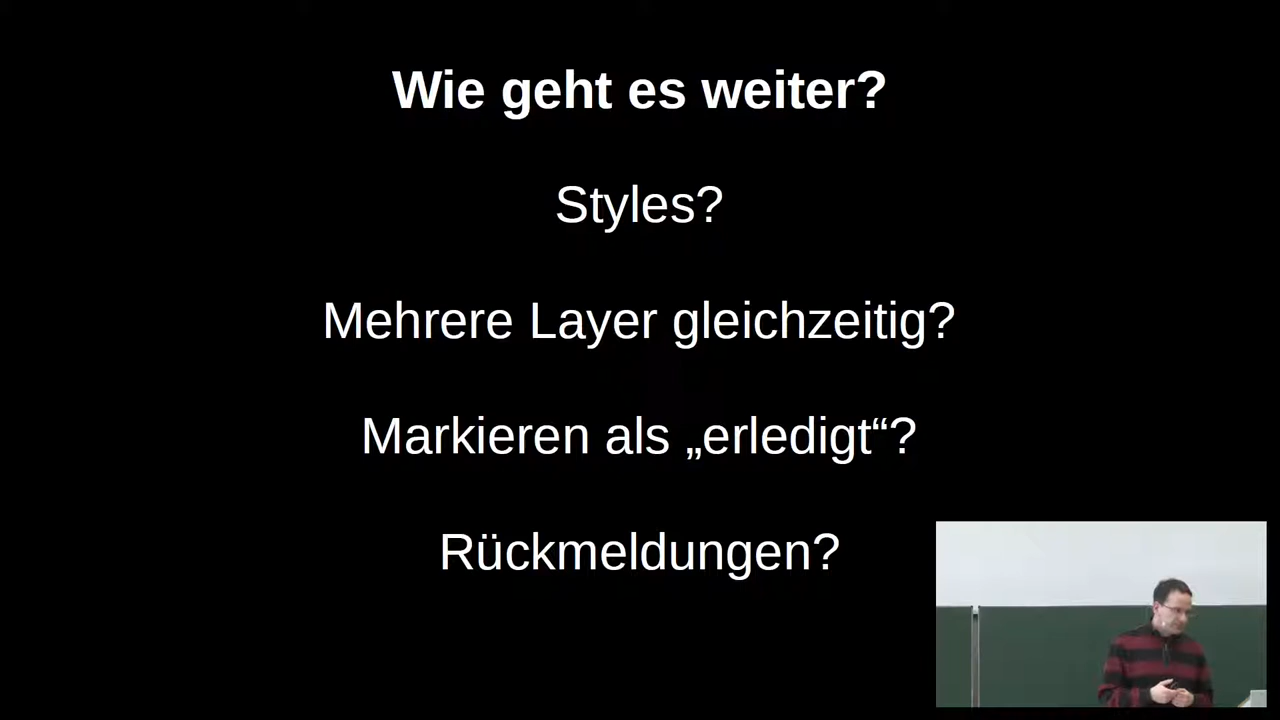 Wie geht es weiter?
Styles?
Mehrere Layer gleichzeitig?
Markieren als „erledigt“?
Rückmeldungen?